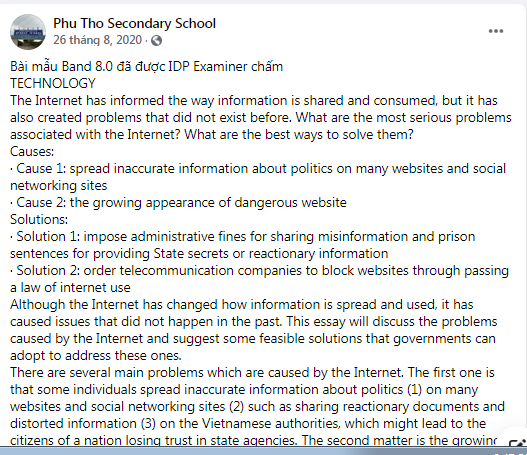 Phu Tho Secondary School
26 tháng 8, 2020 ·
Bài mẫu Band 8.0 đã được IDP Examiner chấm
TECHNOLOGY
The Internet has informed the way information is shared and consumed, but it has
also created problems that did not exist before. What are the most serious problems
associated with the Internet? What are the best ways to solve them?
Causes:
· Cause 1: spread inaccurate information about politics on many websites and social
networking sites
· Cause 2: the growing appearance of dangerous website
Solutions:
· Solution 1: impose administrative fines for sharing misinformation and prison
sentences for providing State secrets or reactionary information
· Solution 2: order telecommunication companies to block websites through passing
a law of internet use
Although the Internet has changed how information is spread and used, it has
caused issues that did not happen in the past. This essay will discuss the problems
caused by the Internet and suggest some feasible solutions that governments can
adopt to address these ones.
There are several main problems which are caused by the Internet. The first one is
that some individuals spread inaccurate information about politics (1) on many
websites and social networking sites (2) such as sharing reactionary documents and
distorted information (3) on the Vietnamese authorities, which might lead to the
citizens of a nation losing trust in state agencies. The second matter is the growing